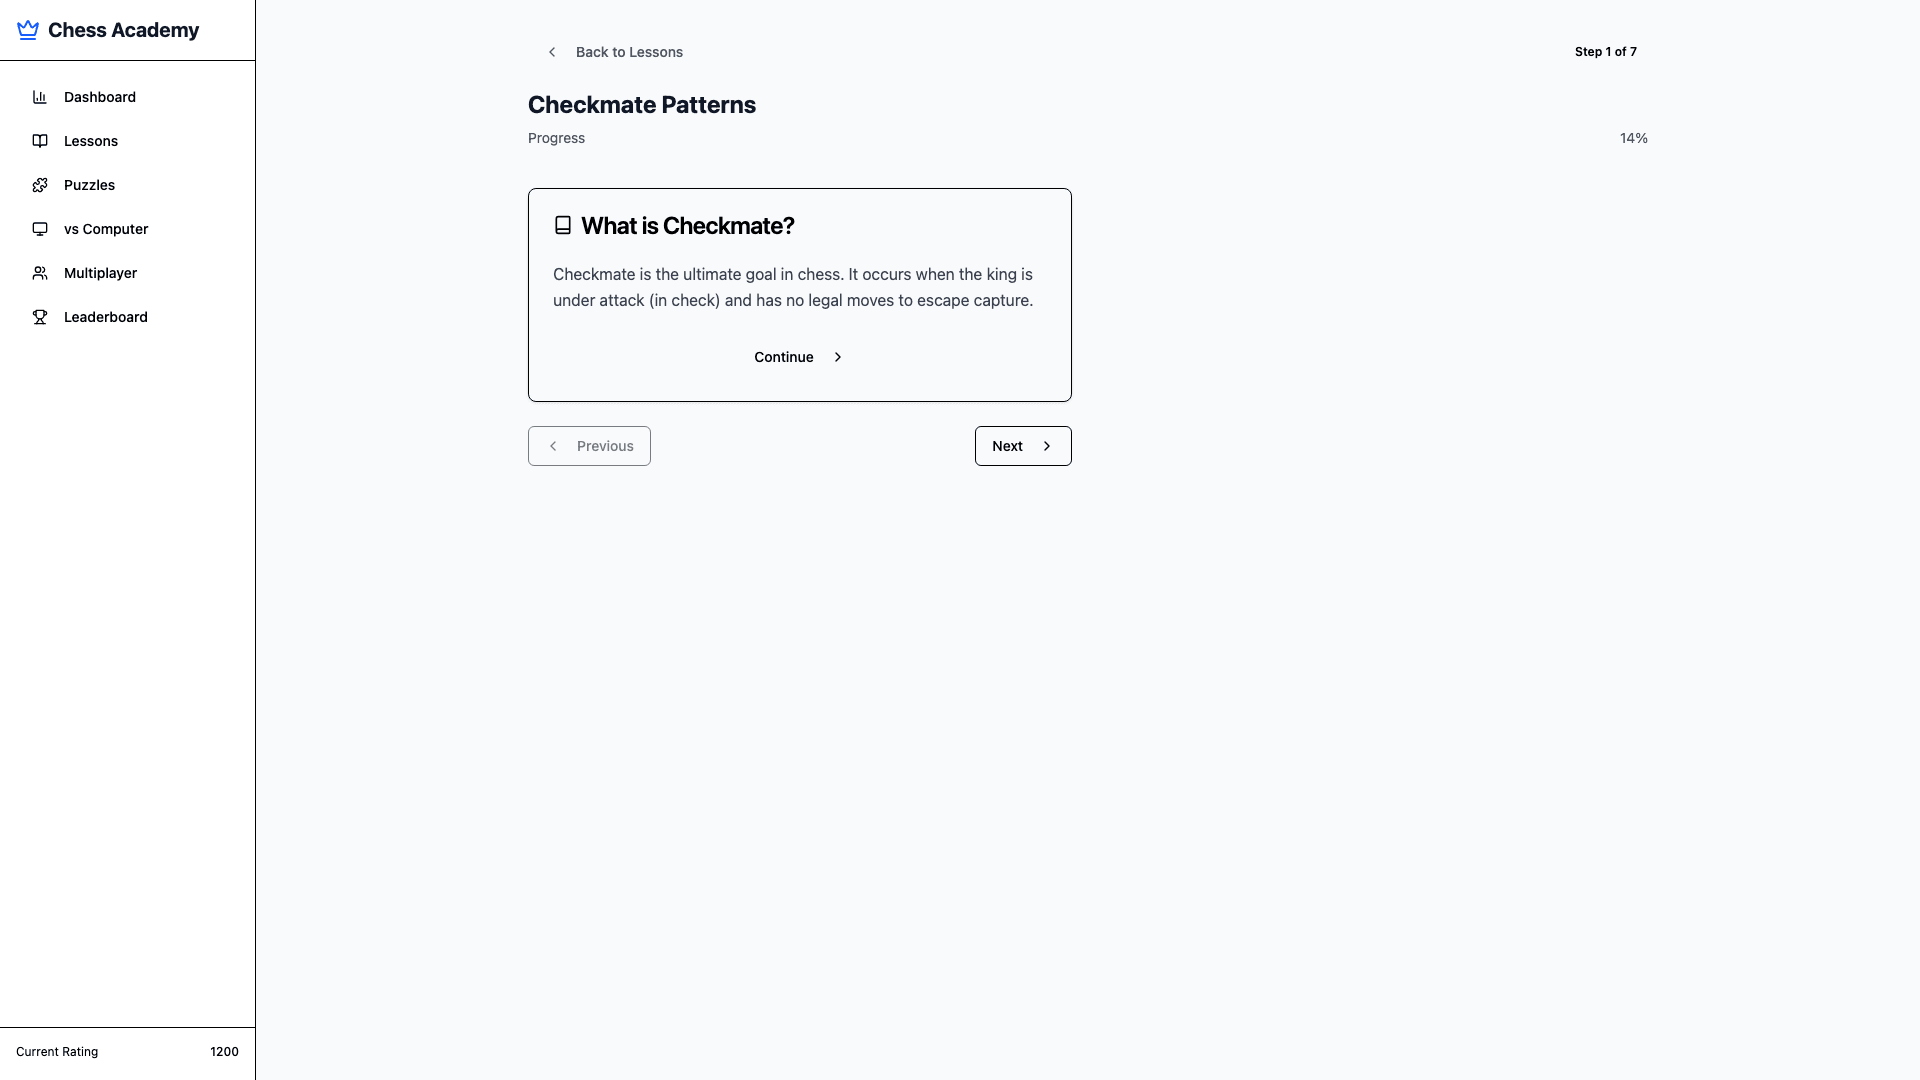 Chess Academy
Dashboard
Lessons
Puzzles
vs Computer
Multiplayer
Leaderboard
Current Rating 1200
Back to Lessons
Step 1 of 7
Checkmate Patterns
Progress 14%
What is Checkmate?
Checkmate is the ultimate goal in chess. It occurs when the king is
under attack (in check) and has no legal moves to escape capture.
Continue
Previous
Next